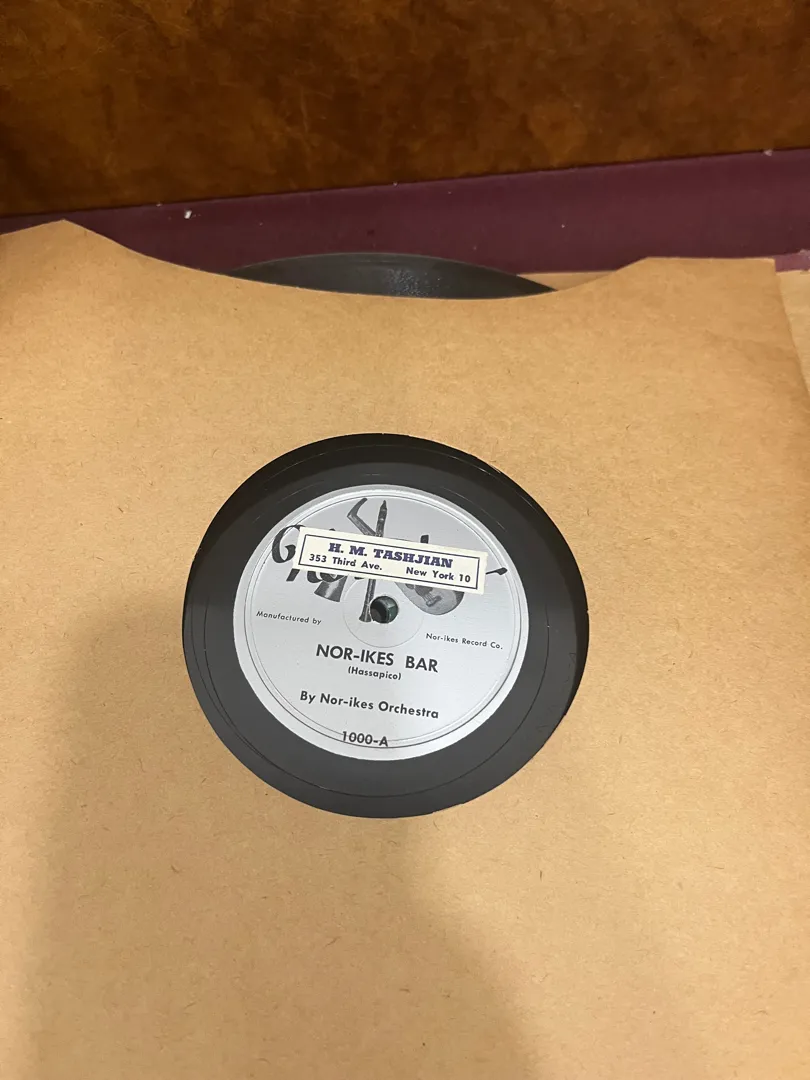 H. M. TASHJIAN
353 Third Ave. New York 10
Manufactured by
Nor-ikes Record Co.
NOR-IKES BAR
(Hassapico)
By Nor-ikes Orchestra
1000-A